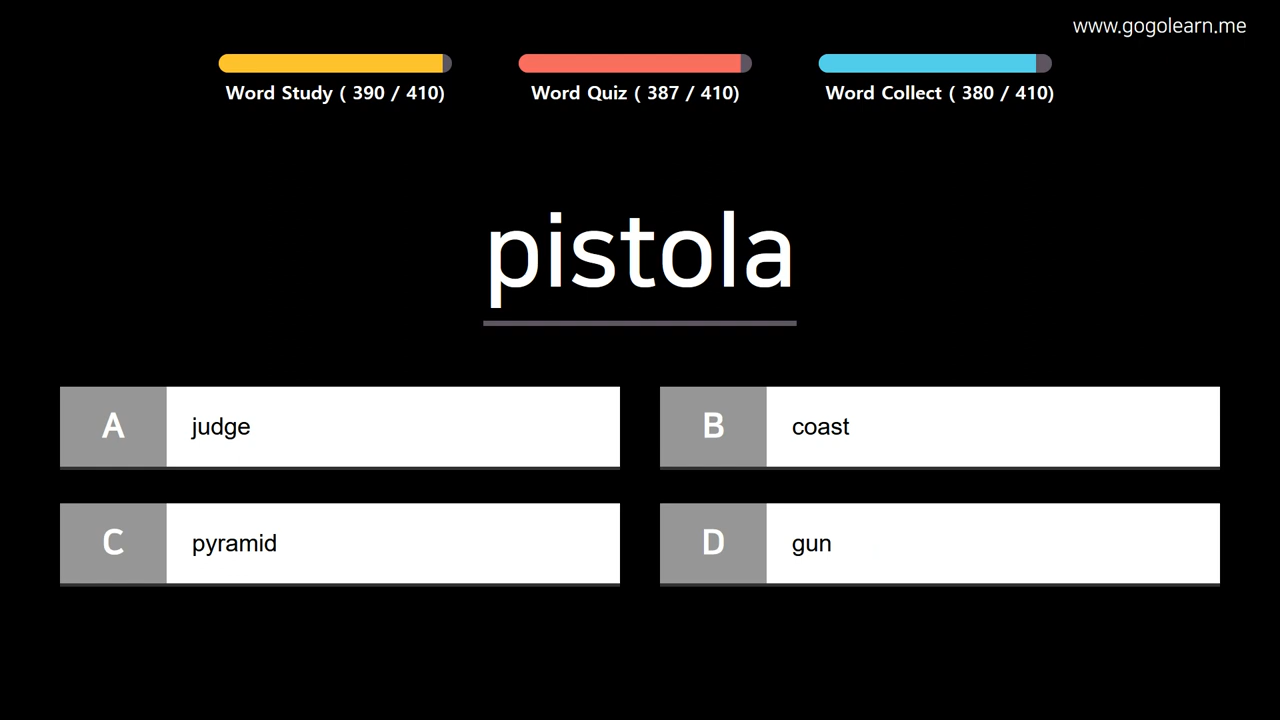 www.gogolearn.me
Word Study ( 390 / 410)
Word Quiz ( 387 / 410)
Word Collect ( 380 / 410)
pistola
A judge
B coast
C pyramid
D gun